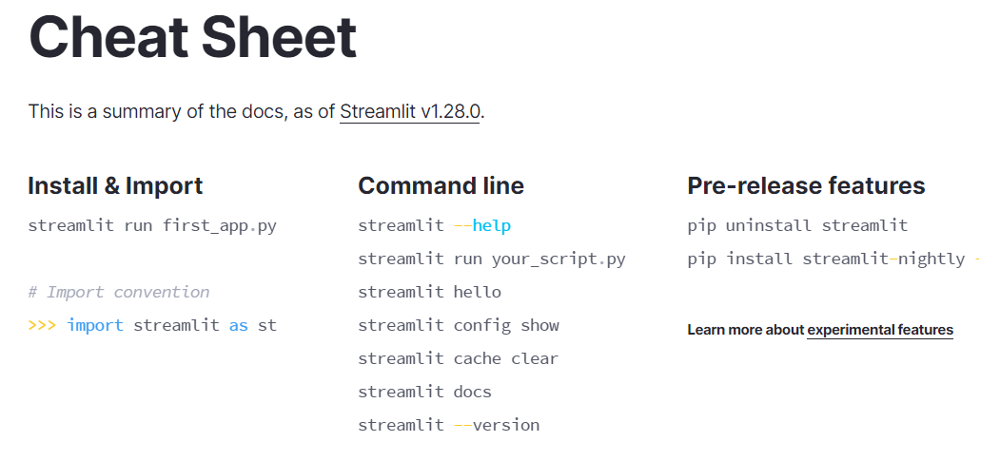 Cheat Sheet
This is a summary of the docs, as of Streamlit v1.28.0.
Install & Import
streamlit run first_app.py
# Import convention
>>> import streamlit as st
Command line
streamlit --help
streamlit run your_script.py
streamlit hello
streamlit config show
streamlit cache clear
streamlit docs
streamlit --version
Pre-release features
pip uninstall streamlit
pip install streamlit-nightly -
Learn more about experimental features